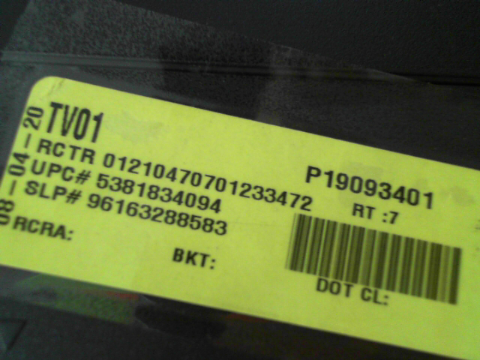 08-04-20
TV01
RCTR 01210470701233472
UPC# 5381834094
SLP# 96163288583
RCRA:
BKT:
P19093401
RT :7
DOT CL: